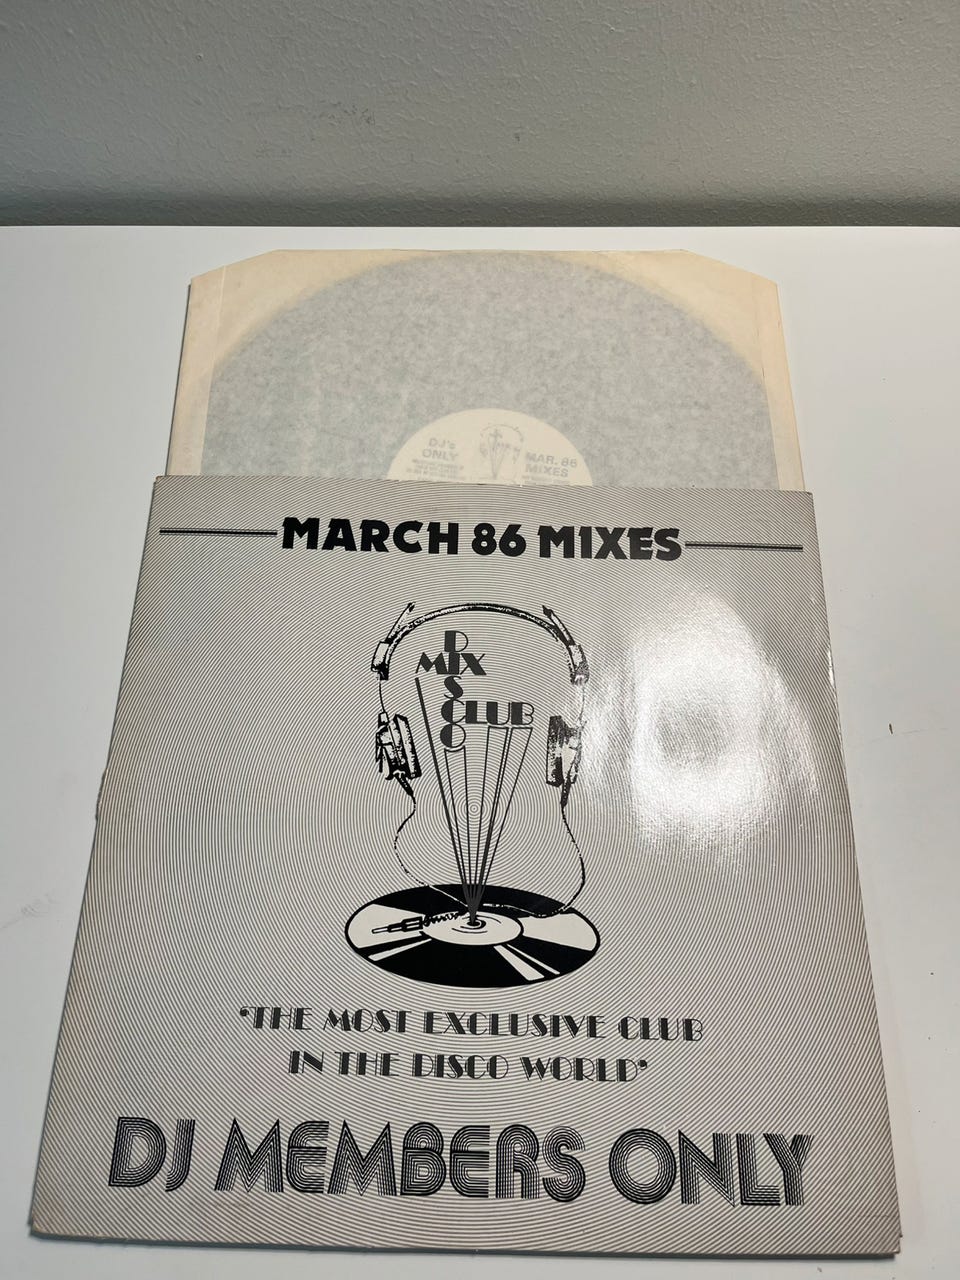 DJ's
ONLY
MAR. 86
MIXES
MARCH 86 MIXES
DISCO
MIX
CLUB
"THE MOST EXCLUSIVE CLUB
IN THE DISCO WORLD"
DJ MEMBERS ONLY